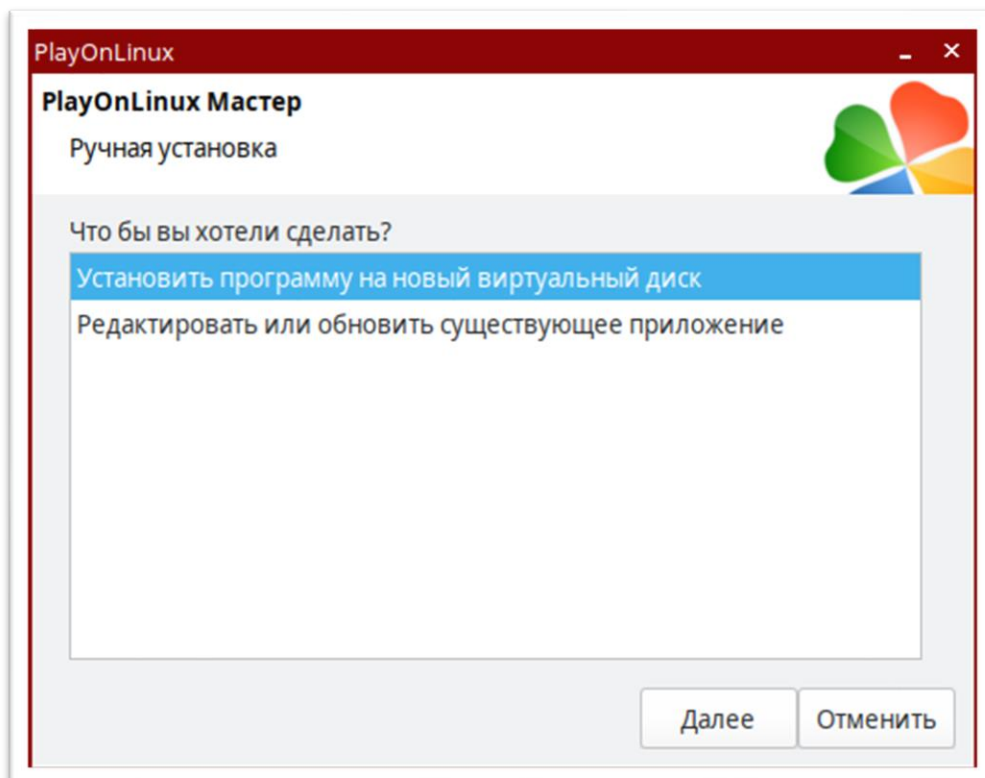 PlayOnLinux
PlayOnLinux Мастер
Ручная установка
Что бы вы хотели сделать?
Установить программу на новый виртуальный диск
Редактировать или обновить существующее приложение
Далее
Отменить